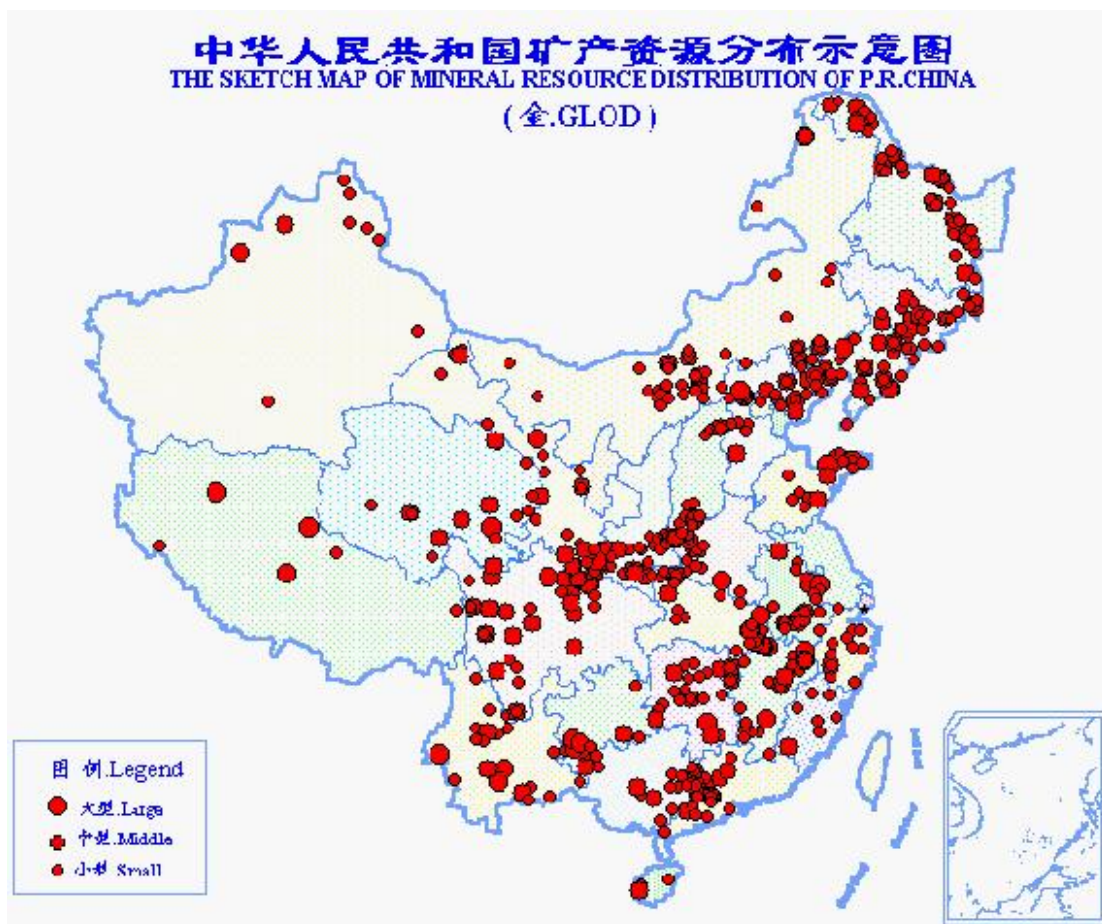 中华人民共和国矿产资源分布示意图
THE SKETCH MAP OF MINERAL RESOURCE DISTRIBUTION OF P.R.CHINA
(金.GLOD)
图 例.Legend
大型.Large
中型.Middle
小型.Small